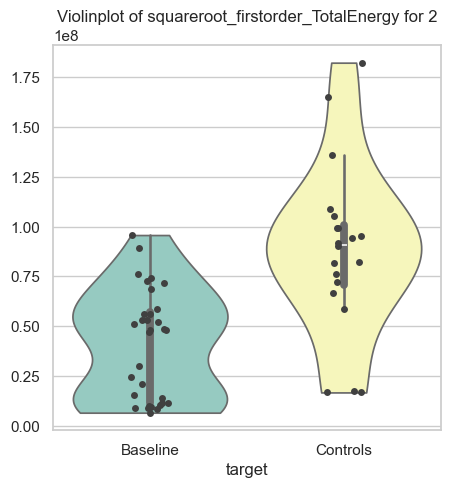 Violinplot of squareroot_firstorder_TotalEnergy for 2
1e8
1.75
1.50
1.25
1.00
0.75
0.50
0.25
0.00
Baseline Controls
target